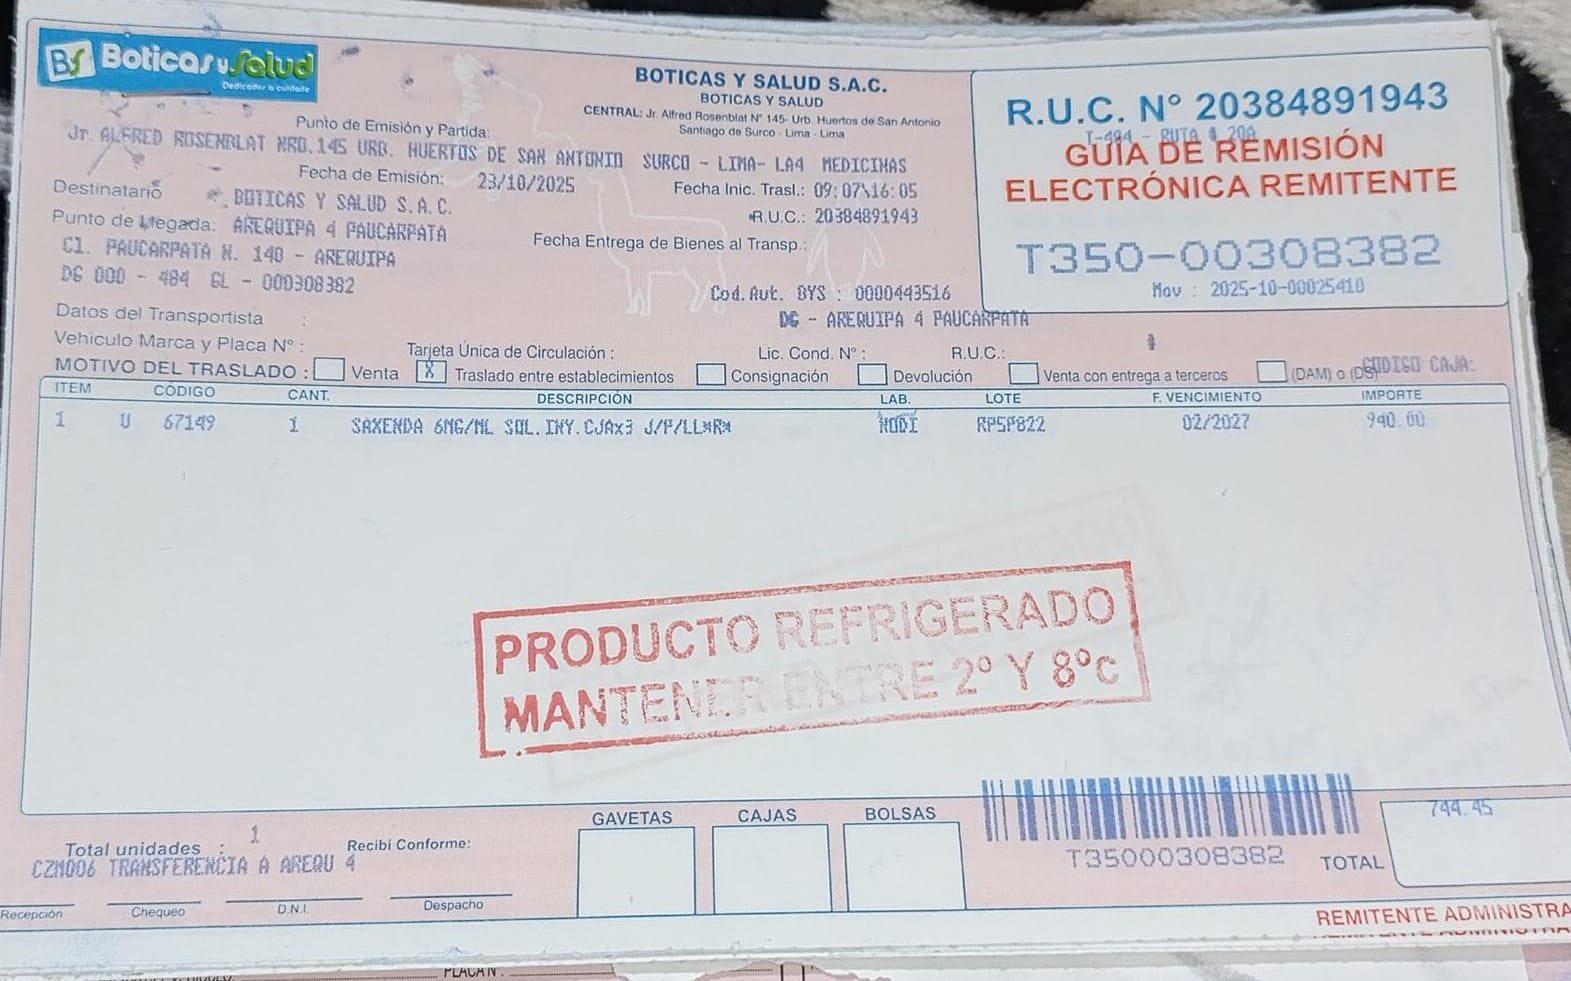 BS Boticas y Salud
Dedicados a cuidarte
BOTICAS Y SALUD S.A.C.
BOTICAS Y SALUD
CENTRAL: Jr. Alfred Rosenblat N° 145- Urb. Huertos de San Antonio
Santiago de Surco - Lima - Lima
R.U.C. N° 20384891943
T-484 - RUTA 4 20A
GUÍA DE REMISIÓN
ELECTRÓNICA REMITENTE
T350-00308382
Mov : 2025-10-00025410
Punto de Emisión y Partida:
Jr. ALFRED ROSENBLAT NRO.145 URB. HUERTOS DE SAN ANTONIO SURCO - LIMA- LA4 MEDICINAS
Fecha de Emisión: 23/10/2025 Fecha Inic. Trasl.: 09:07\16:05
Destinatario BOTICAS Y SALUD S.A.C. R.U.C.: 20384891943
Punto de Llegada: AREQUIPA 4 PAUCARPATA Fecha Entrega de Bienes al Transp.:
Cl. PAUCARPATA N. 140 - AREQUIPA
DG 000 - 484 GL - 000308382 Cod.Aut. BYS : 0000443516
DG - AREQUIPA 4 PAUCARPATA
Datos del Transportista :
Vehiculo Marca y Placa N° : Tarjeta Única de Circulación : Lic. Cond. N° : R.U.C.:
MOTIVO DEL TRASLADO : Venta X Traslado entre establecimientos Consignación Devolución Venta con entrega a terceros (DAM) o (DS) CODIGO CAJA:
ITEM CÓDIGO CANT. DESCRIPCIÓN LAB. LOTE F. VENCIMIENTO IMPORTE
1 U 67149 1 SAXENDA 6MG/ML SOL.INY.CJAx3 J/P/LL*R* NODI RP5P822 02/2027 940.00
PRODUCTO REFRIGERADO
MANTENER ENTRE 2° Y 8°C
GAVETAS CAJAS BOLSAS
744.45
Total unidades : 1 Recibí Conforme:
T35000308382 TOTAL
CZM006 TRANSFERENCIA A AREQU 4
Recepción Chequeo D.N.I. Despacho
REMITENTE ADMINISTRA
PLACA N°: